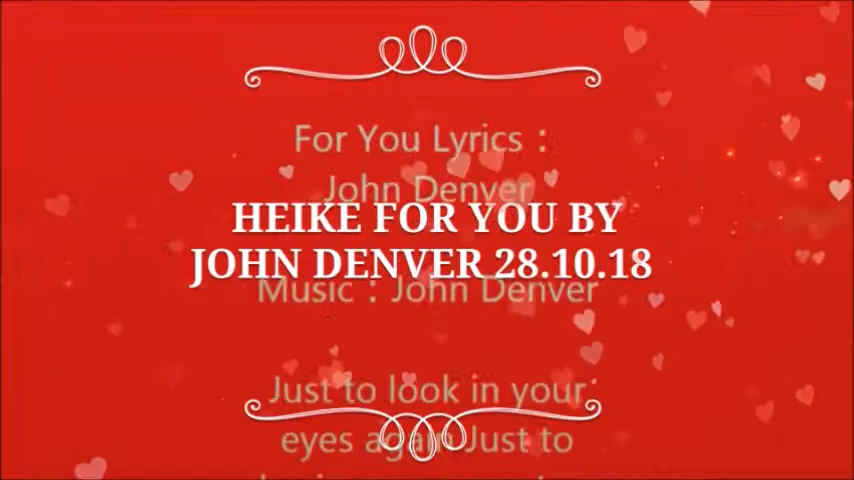 For You Lyrics：
John Denver
HEIKE FOR YOU BY
JOHN DENVER 28.10.18
Music：John Denver
Just to look in your
eyes again Just to